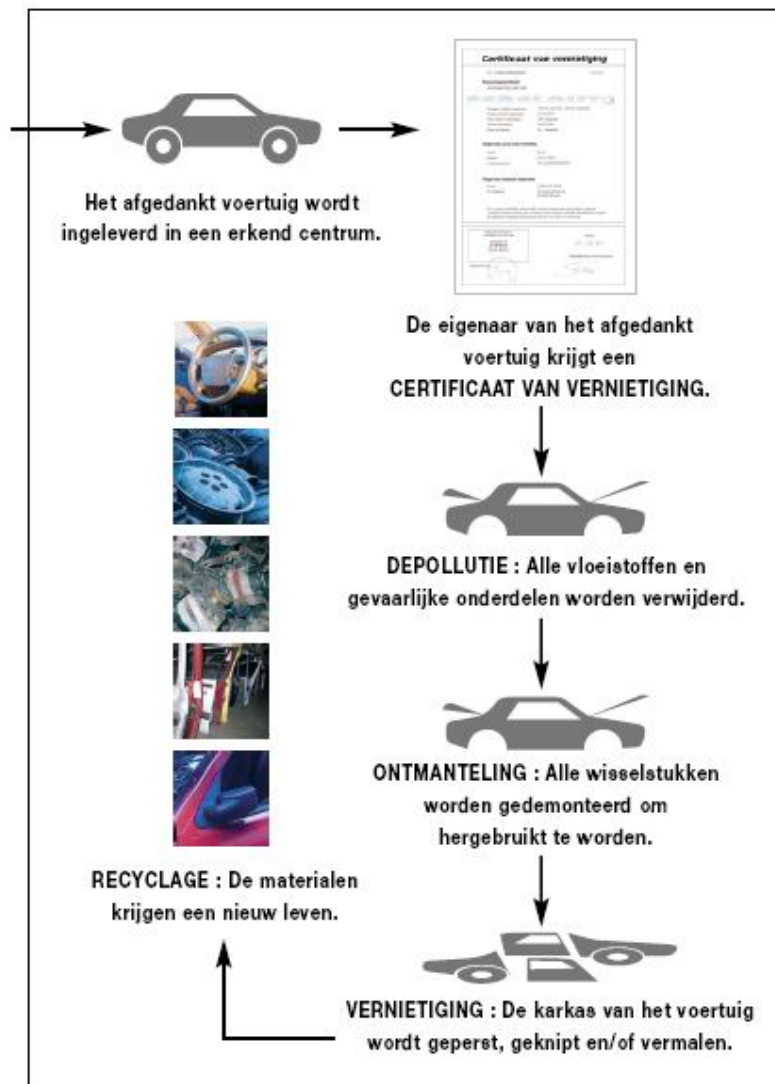 Certificaat van vernietiging
Het afgedankt voertuig wordt
ingeleverd in een erkend centrum.
De eigenaar van het afgedankt
voertuig krijgt een
CERTIFICAAT VAN VERNIETIGING.
DEPOLLUTIE : Alle vloeistoffen en
gevaarlijke onderdelen worden verwijderd.
ONTMANTELING : Alle wisselstukken
worden gedemonteerd om
hergebruikt te worden.
VERNIETIGING : De karkas van het voertuig
wordt geperst, geknipt en/of vermalen.
RECYCLAGE : De materialen
krijgen een nieuw leven.